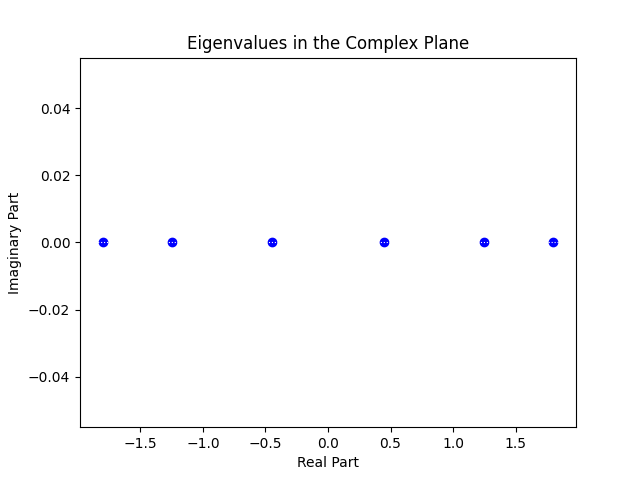 Eigenvalues in the Complex Plane
Imaginary Part
0.04
0.02
0.00
−0.02
−0.04
−1.5 −1.0 −0.5 0.0 0.5 1.0 1.5
Real Part